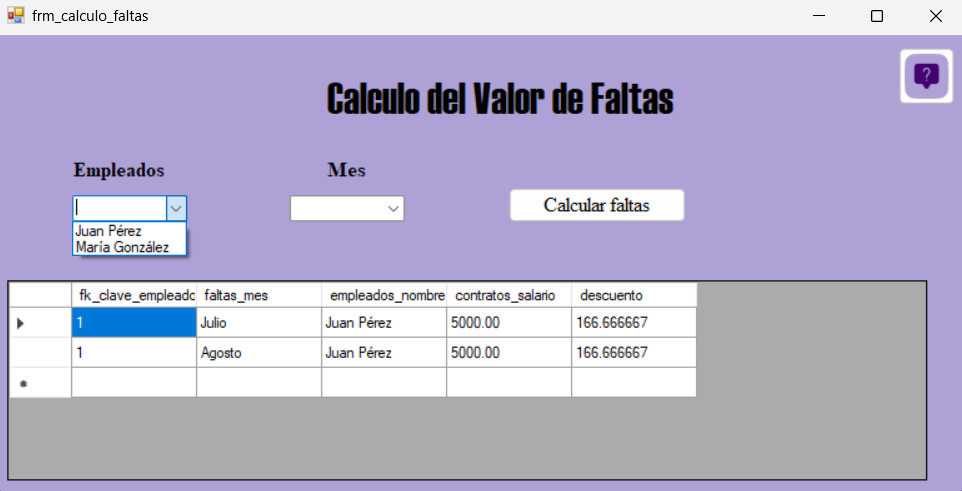 frm_calculo_faltas
?
Calculo del Valor de Faltas
Empleados Mes
Calcular faltas
Juan Pérez
María González
fk_clave_empleado faltas_mes empleados_nombre contratos_salario descuento
1 Julio Juan Pérez 5000.00 166.666667
1 Agosto Juan Pérez 5000.00 166.666667